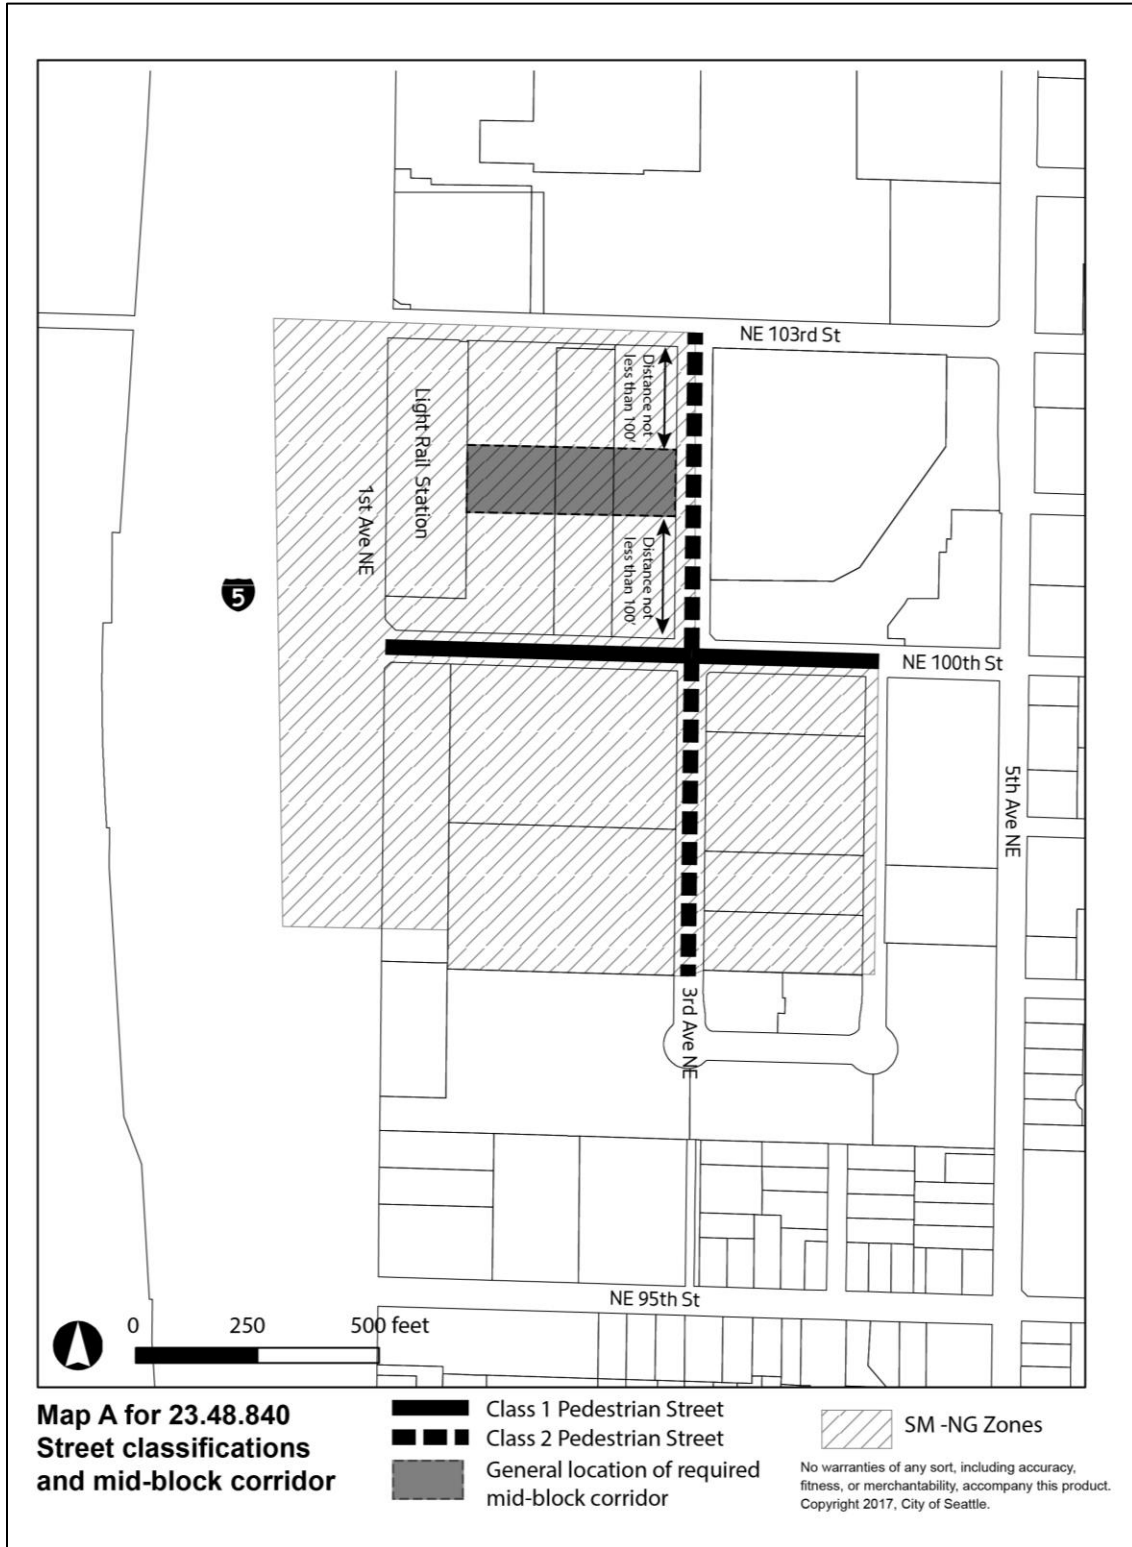 NE 103rd St
Distance not
less than 100'
Light Rail Station
1st Ave NE
Distance not
less than 100'
5
NE 100th St
5th Ave NE
3rd Ave NE
NE 95th St
0 250 500 feet
Map A for 23.48.840
Street classifications
and mid-block corridor
Class 1 Pedestrian Street
Class 2 Pedestrian Street
General location of required
mid-block corridor
SM -NG Zones
No warranties of any sort, including accuracy,
fitness, or merchantability, accompany this product.
Copyright 2017, City of Seattle.